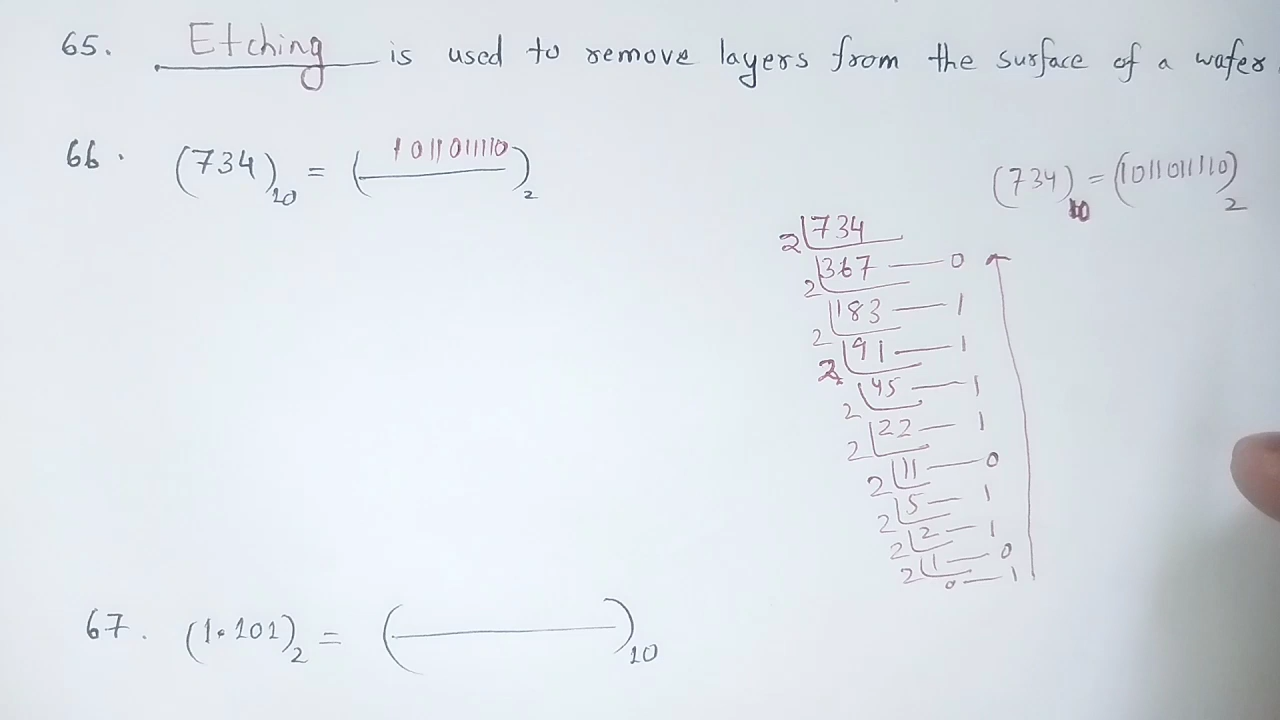 65. Etching is used to remove layers from the surface of a wafer.
66. (734)10 = (1011011110)2
(734)10 = (1011011110)2
2 734
2 367 — 0
2 183 — 1
2 91 — 1
2 45 — 1
2 22 — 1
2 11 — 0
2 5 — 1
2 2 — 1
2 1 — 0
0 — 1
67. (1.101)2 = ( )10